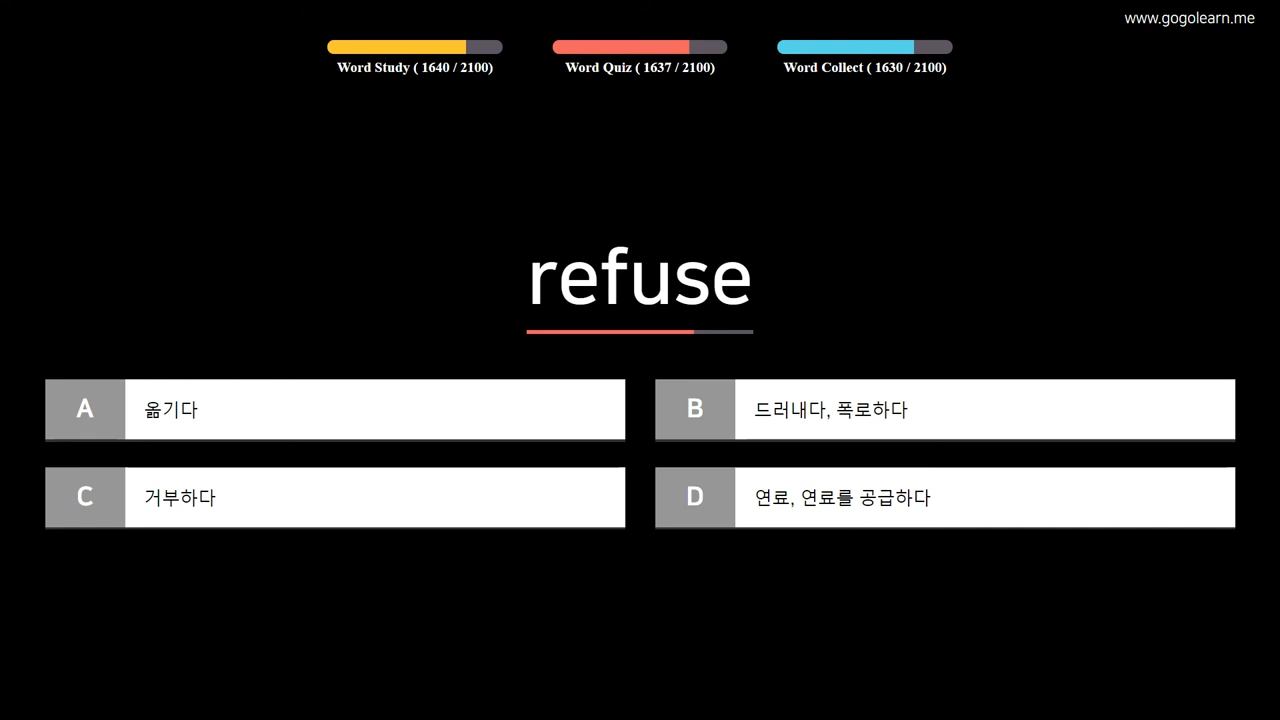 www.gogolearn.me
Word Study ( 1640 / 2100)
Word Quiz ( 1637 / 2100)
Word Collect ( 1630 / 2100)
refuse
A 옮기다
B 드러내다, 폭로하다
C 거부하다
D 연료, 연료를 공급하다